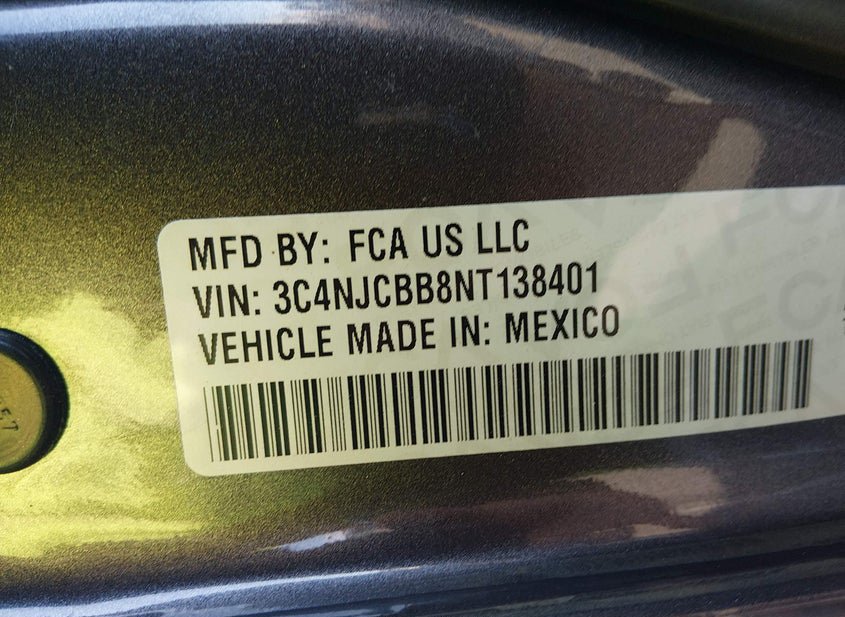 MFD BY: FCA US LLC
VIN: 3C4NJCBB8NT138401
VEHICLE MADE IN: MEXICO